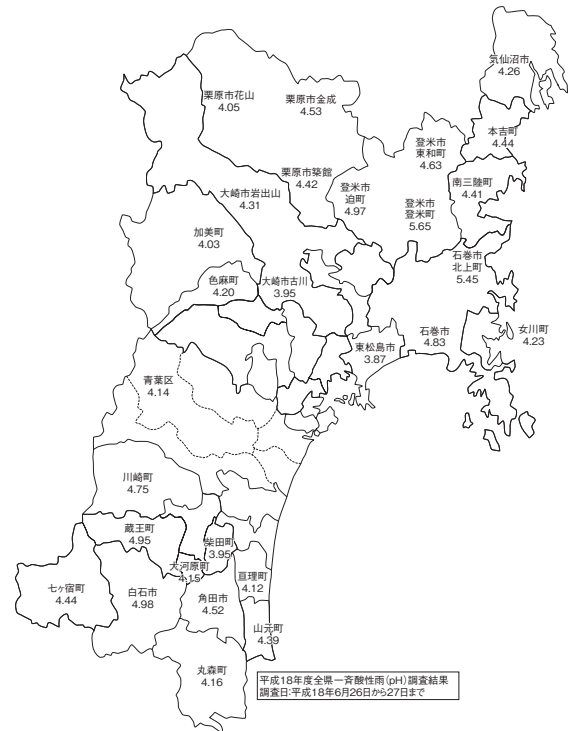 気仙沼市
4.26
栗原市花山
4.05
栗原市金成
4.53
本吉町
4.44
登米市
東和町
4.63
栗原市築館
4.42
南三陸町
4.41
登米市
迫町
4.97
大崎市岩出山
4.31
登米市
登米町
5.65
加美町
4.03
石巻市
北上町
5.45
色麻町
4.20
大崎市古川
3.95
石巻市
4.83
女川町
4.23
東松島市
3.87
青葉区
4.14
川崎町
4.75
蔵王町
4.95
柴田町
3.95
大河原町
4.15
亘理町
4.12
七ヶ宿町
4.44
白石市
4.98
角田市
4.52
山元町
4.39
丸森町
4.16
平成18年度全県一斉酸性雨(pH)調査結果
調査日:平成18年6月26日から27日まで